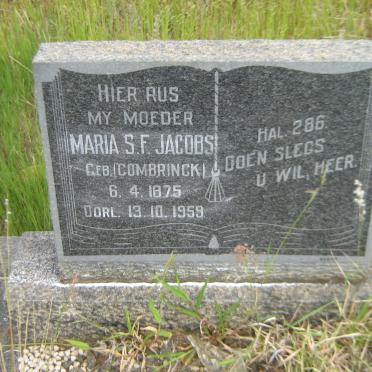 HIER RUS
MY MOEDER
MARIA S.F. JACOBS
GEB. (COMBRINCK)
6. 4. 1875
OORL. 13. 10. 1959
HAL. 286.
DOEN SLEGS
U WIL, HEER.